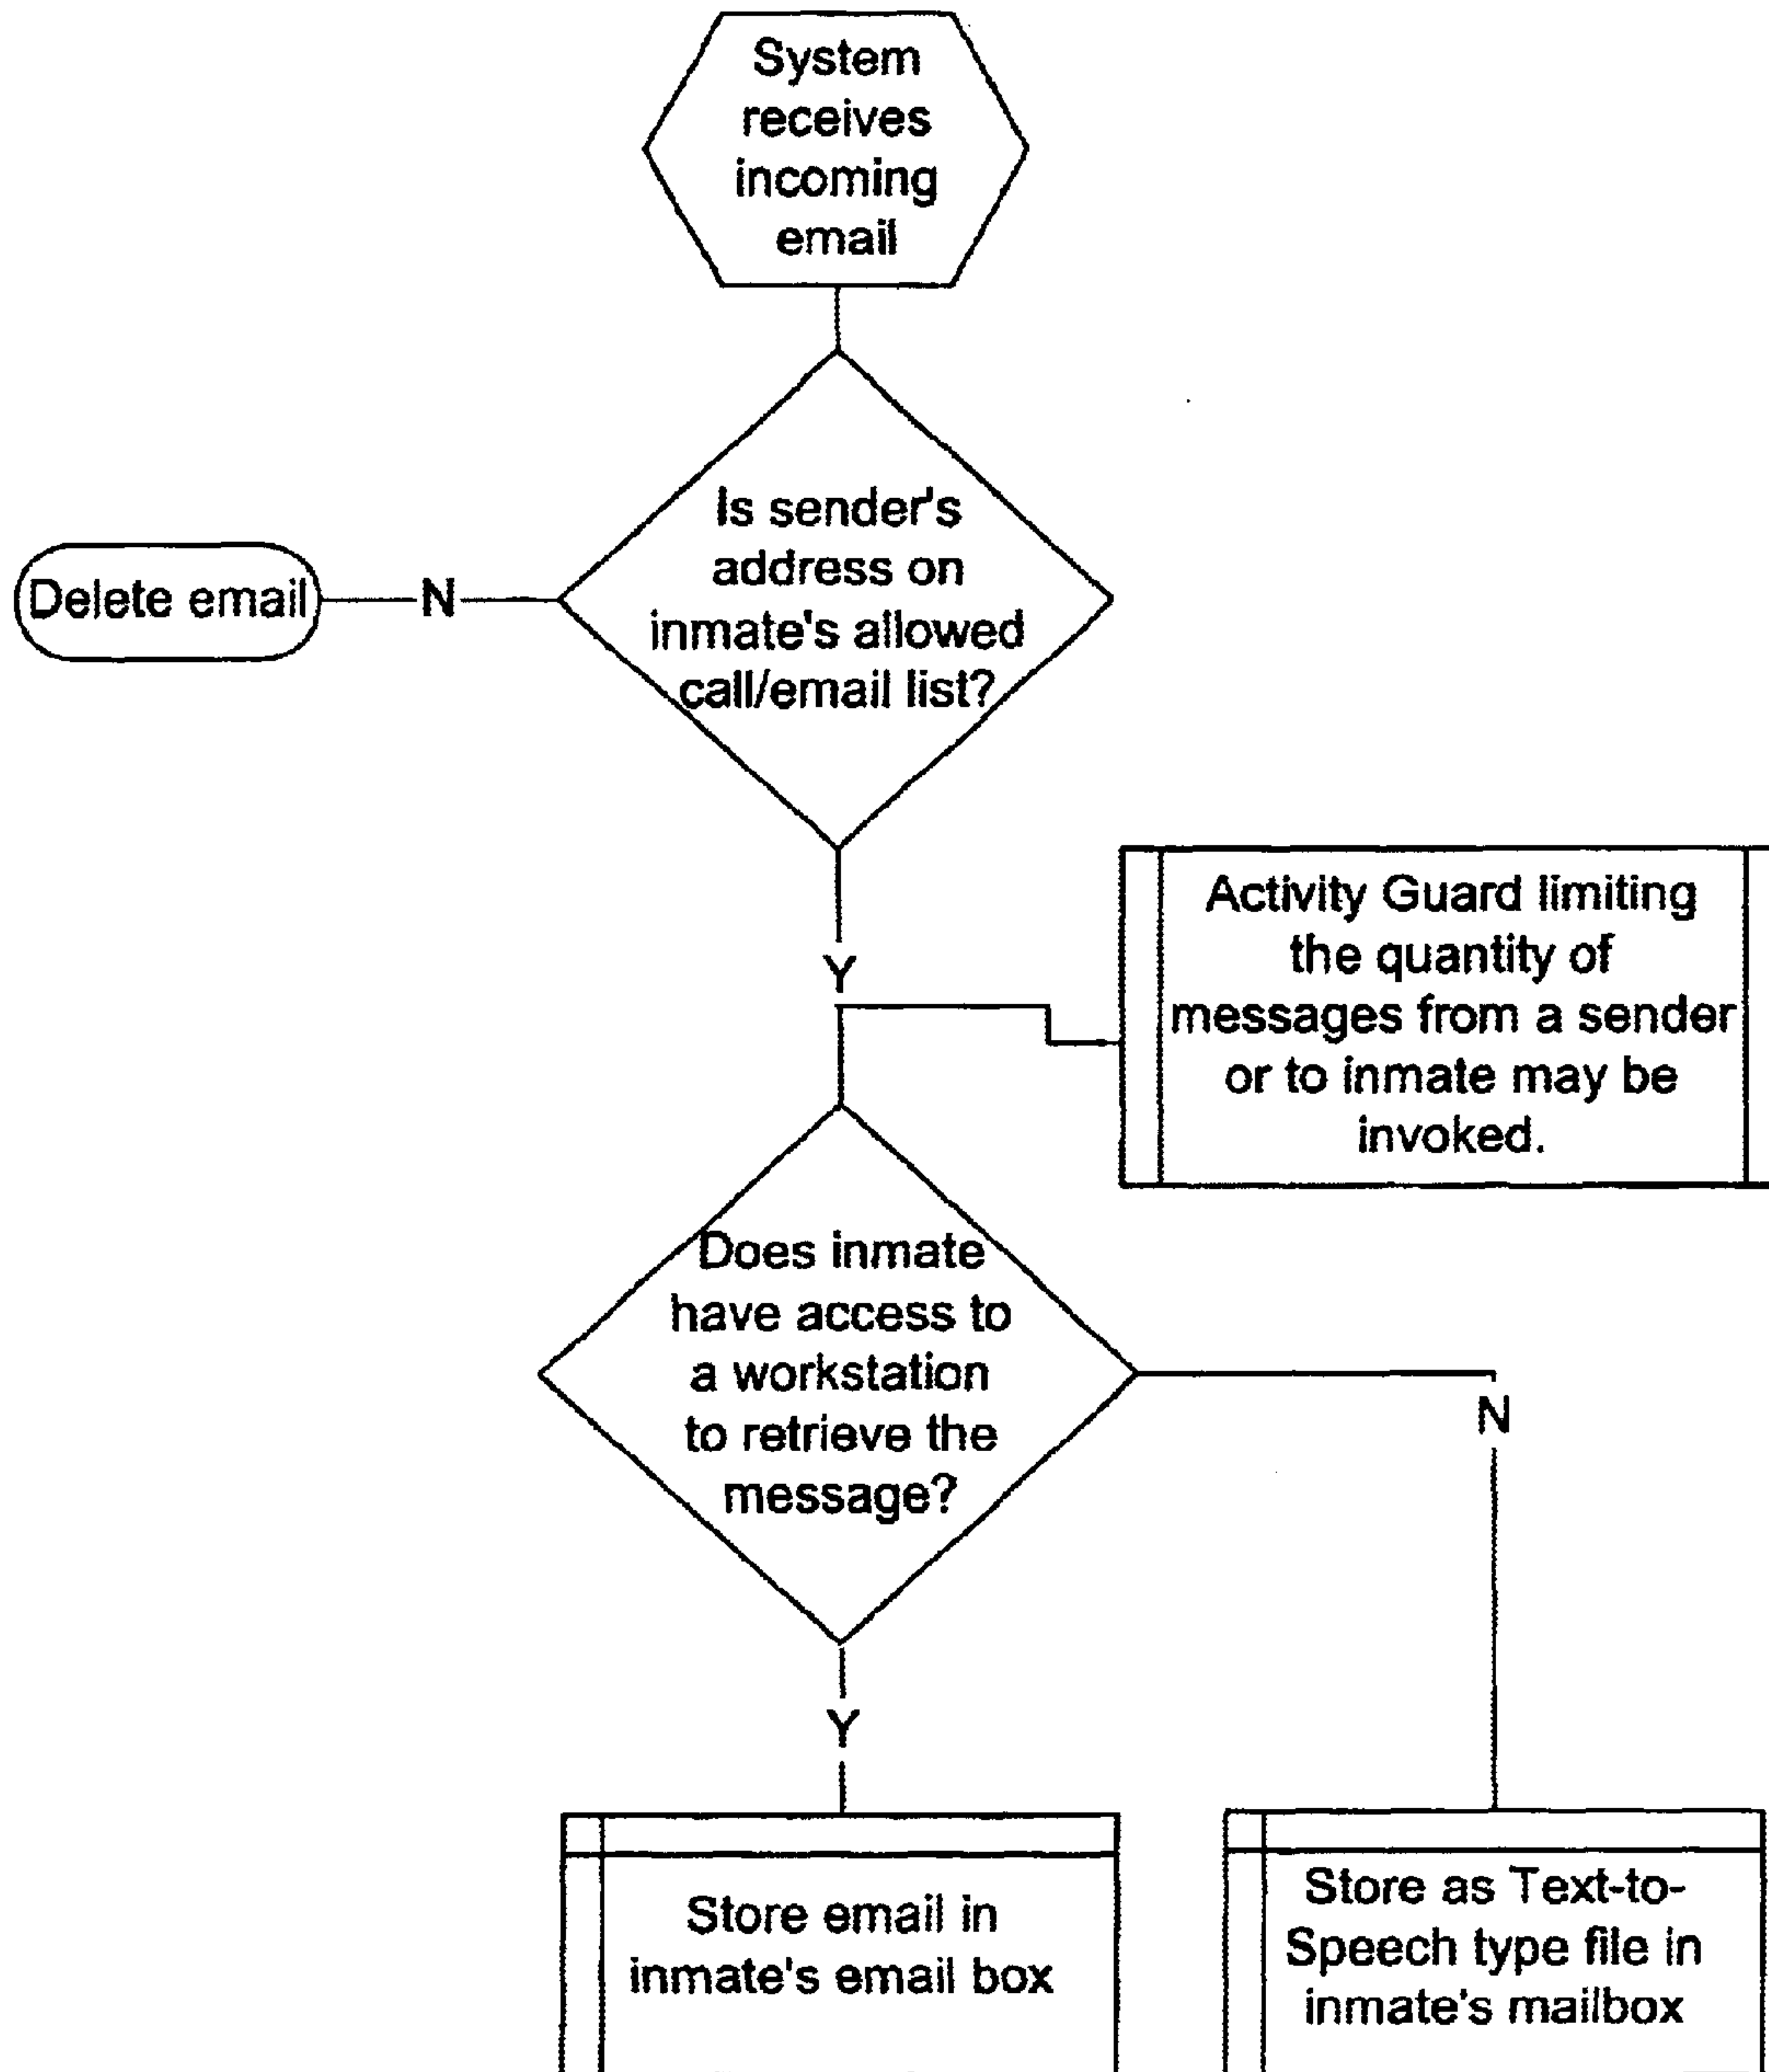 System
receives
incoming
email
Is sender's
address on
inmate's allowed
call/email list?
Delete email
N
Y
Activity Guard limiting
the quantity of
messages from a sender
or to inmate may be
invoked.
Does inmate
have access to
a workstation
to retrieve the
message?
N
Y
Store email in
inmate's email box
Store as Text-to-
Speech type file in
inmate's mailbox